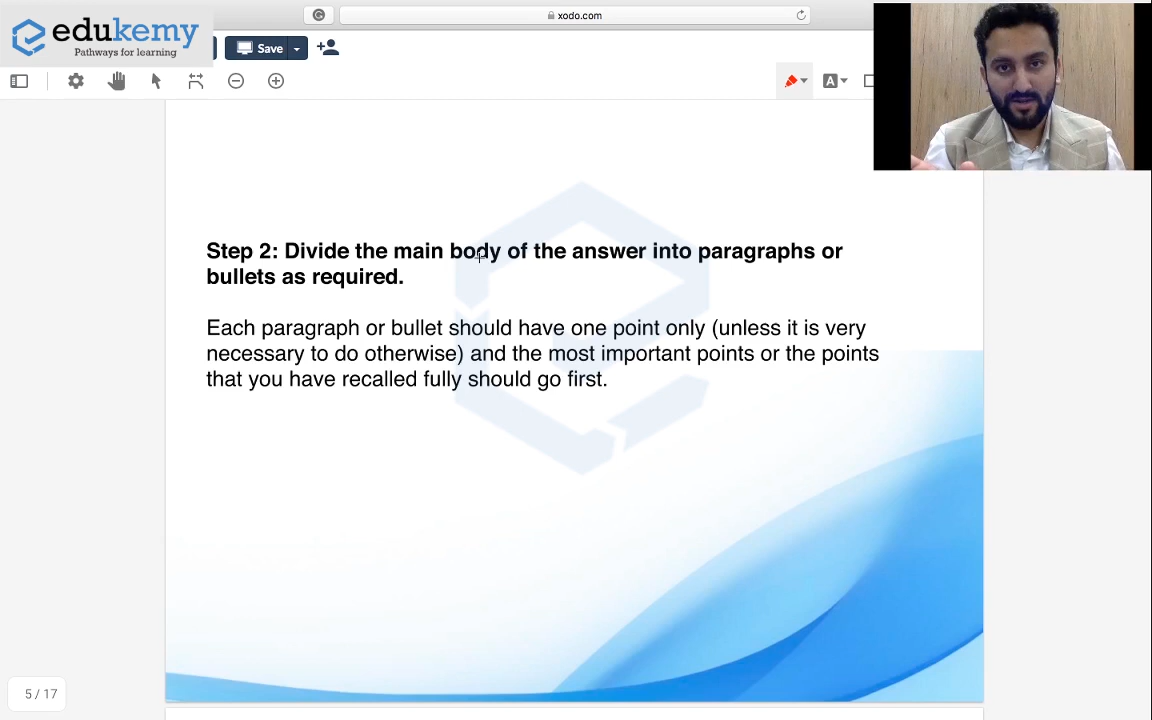 edukemy
Pathways for learning
xodo.com
Save
A
Step 2: Divide the main body of the answer into paragraphs or
bullets as required.
Each paragraph or bullet should have one point only (unless it is very
necessary to do otherwise) and the most important points or the points
that you have recalled fully should go first.
5 / 17